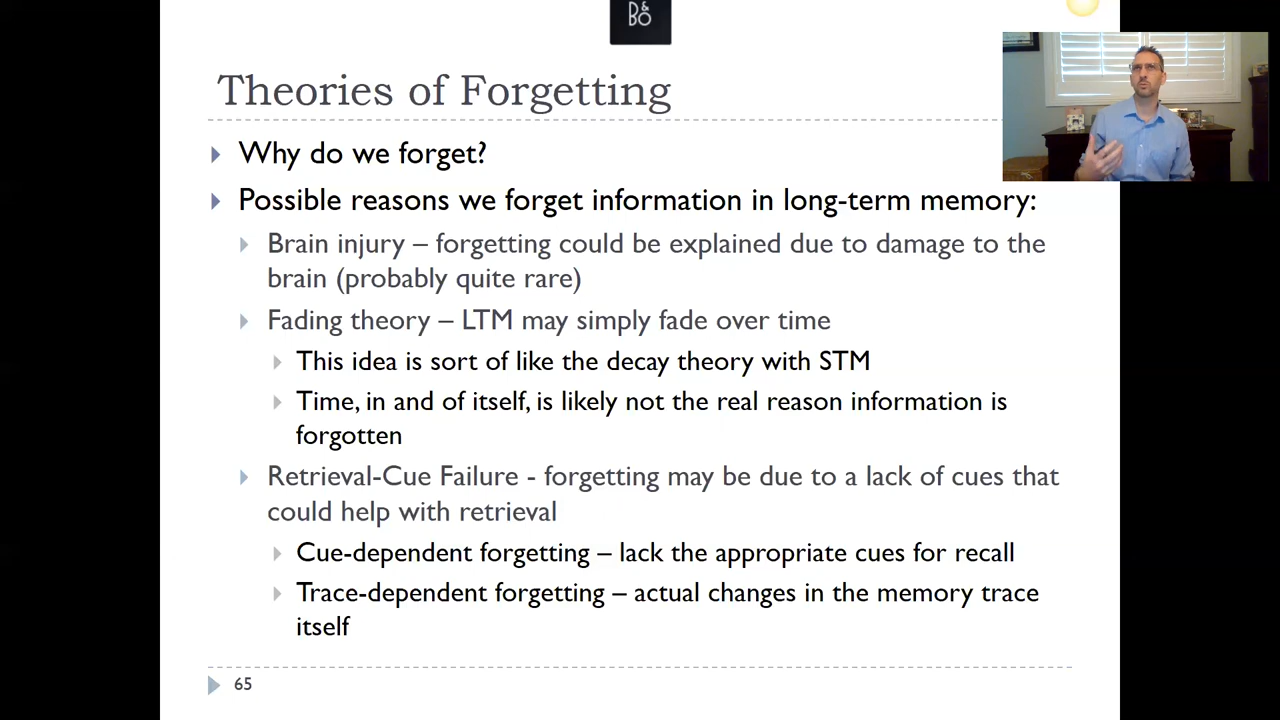 B&O
Theories of Forgetting
Why do we forget?
Possible reasons we forget information in long-term memory:
Brain injury – forgetting could be explained due to damage to the
brain (probably quite rare)
Fading theory – LTM may simply fade over time
This idea is sort of like the decay theory with STM
Time, in and of itself, is likely not the real reason information is
forgotten
Retrieval-Cue Failure - forgetting may be due to a lack of cues that
could help with retrieval
Cue-dependent forgetting – lack the appropriate cues for recall
Trace-dependent forgetting – actual changes in the memory trace
itself
65